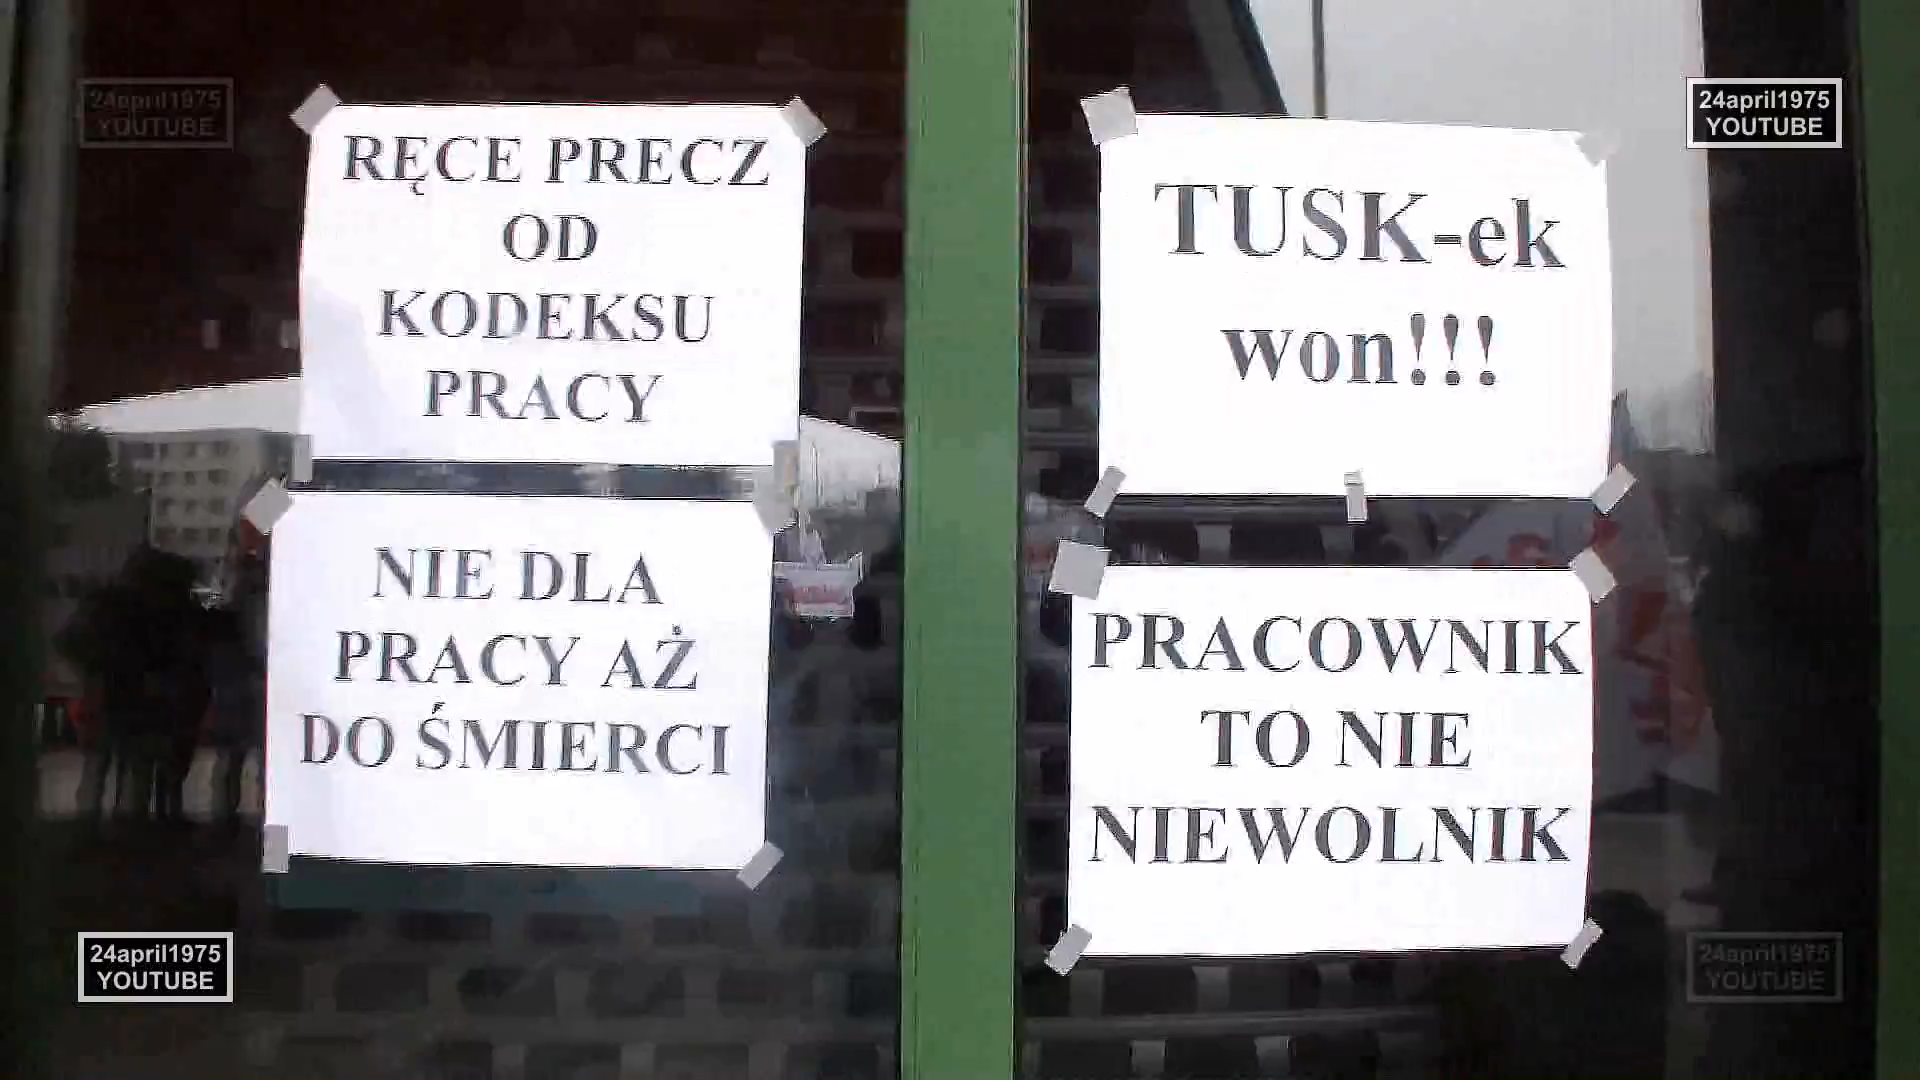 24april1975
YOUTUBE
24april1975
YOUTUBE
RĘCE PRECZ
OD
KODEKSU
PRACY
TUSK-ek
won!!!
NIE DLA
PRACY AŻ
DO ŚMIERCI
PRACOWNIK
TO NIE
NIEWOLNIK
24april1975
YOUTUBE
24april1975
YOUTUBE